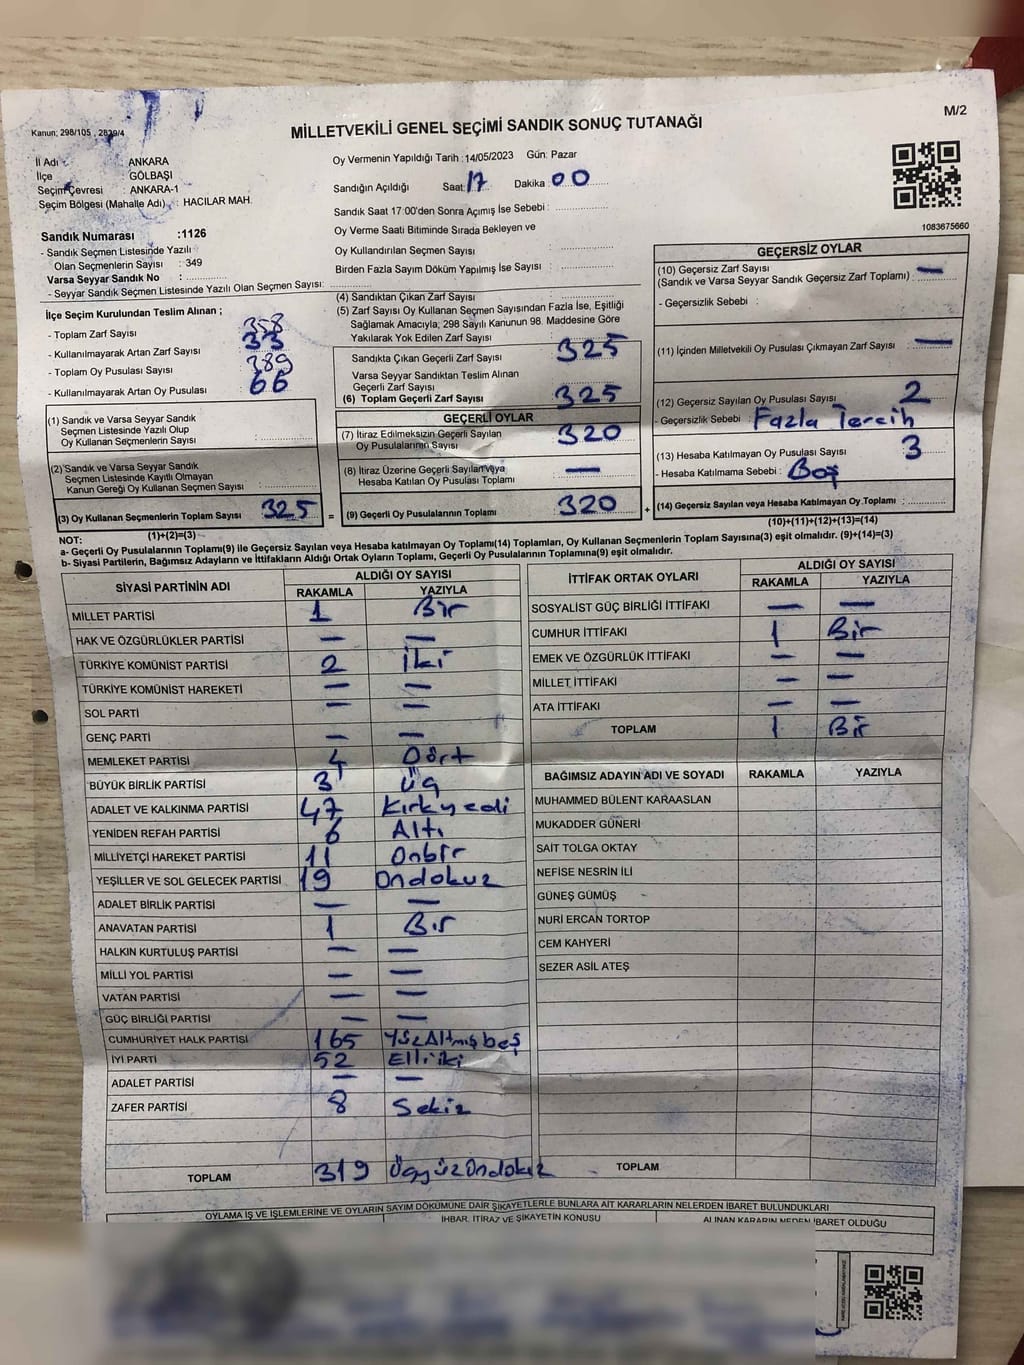 M/2
Kanun; 298/105 , 2839/4
MİLLETVEKİLİ GENEL SEÇİMİ SANDIK SONUÇ TUTANAĞI
İl Adı : ANKARA
İlçe : GÖLBAŞI
Seçim Çevresi : ANKARA-1
Seçim Bölgesi (Mahalle Adı) : HACILAR MAH.
Sandık Numarası :1126
- Sandık Seçmen Listesinde Yazılı
Olan Seçmenlerin Sayısı : 349
Varsa Seyyar Sandık No :
- Seyyar Sandık Seçmen Listesinde Yazılı Olan Seçmen Sayısı:
İlçe Seçim Kurulundan Teslim Alınan ;
- Toplam Zarf Sayısı 358
- Kullanılmayarak Artan Zarf Sayısı 33
- Toplam Oy Pusulası Sayısı 389
- Kullanılmayarak Artan Oy Pusulası : 66
Oy Vermenin Yapıldığı Tarih :14/05/2023 Gün: Pazar
Sandığın Açıldığı Saat: 17 Dakika : 00
Sandık Saat 17:00'den Sonra Açmış İse Sebebi :
Oy Verme Saati Bitiminde Sırada Bekleyen ve
Oy Kullandırılan Seçmen Sayısı :
Birden Fazla Sayım Döküm Yapılmış İse Sayısı :
(4) Sandıktan Çıkan Zarf Sayısı :
(5) Zarf Sayısı Oy Kullanan Seçmen Sayısından Fazla İse, Eşitliği
Sağlamak Amacıyla; 298 Sayılı Kanunun 98. Maddesine Göre
Yakılarak Yok Edilen Zarf Sayısı :
Sandıkta Çıkan Geçerli Zarf Sayısı 325
Varsa Seyyar Sandıktan Teslim Alınan
Geçerli Zarf Sayısı
(6) Toplam Geçerli Zarf Sayısı 325
1083675660
GEÇERSİZ OYLAR
(10) Geçersiz Zarf Sayısı —
(Sandık ve Varsa Seyyar Sandık Geçersiz Zarf Toplamı) :
- Geçersizlik Sebebi :
(11) İçinden Milletvekili Oy Pusulası Çıkmayan Zarf Sayısı —
(12) Geçersiz Sayılan Oy Pusulası Sayısı 2
- Geçersizlik Sebebi : Fazla Tercih
(13) Hesaba Katılmayan Oy Pusulası Sayısı 3
- Hesaba Katılmama Sebebi : Boş
(14) Geçersiz Sayılan veya Hesaba Katılmayan Oy Toplamı :
(10)+(11)+(12)+(13)=(14)
(1) Sandık ve Varsa Seyyar Sandık
Seçmen Listesinde Yazılı Olup
Oy Kullanan Seçmenlerin Sayısı :
(2) Sandık ve Varsa Seyyar Sandık
Seçmen Listesinde Kayıtlı Olmayan
Kanun Gereği Oy Kullanan Seçmen Sayısı :
(3) Oy Kullanan Seçmenlerin Toplam Sayısı 325 =
(1)+(2)=(3)
GEÇERLİ OYLAR
(7) İtiraz Edilmeksizin Geçerli Sayılan
Oy Pusulalarının Sayısı 320
(8) İtiraz Üzerine Geçerli Sayılan veya
Hesaba Katılan Oy Pusulası Toplamı —
(9) Geçerli Oy Pusulalarının Toplamı 320 +
NOT:
a- Geçerli Oy Pusulalarının Toplamı(9) ile Geçersiz Sayılan veya Hesaba katılmayan Oy Toplamı(14) Toplamları, Oy Kullanan Seçmenlerin Toplam Sayısına(3) eşit olmalıdır. (9)+(14)=(3)
b- Siyasi Partilerin, Bağımsız Adayların ve İttifakların Aldığı Ortak Oyların Toplamı, Geçerli Oy Pusulalarının Toplamına(9) eşit olmalıdır.
SİYASİ PARTİNİN ADI ALDIĞI OY SAYISI
RAKAMLA YAZIYLA
MİLLET PARTİSİ 1 Bir
HAK VE ÖZGÜRLÜKLER PARTİSİ — —
TÜRKİYE KOMÜNİST PARTİSİ 2 İki
TÜRKİYE KOMÜNİST HAREKETİ — —
SOL PARTİ — —
GENÇ PARTİ — —
MEMLEKET PARTİSİ 4 Dört
BÜYÜK BİRLİK PARTİSİ 3 Üç
ADALET VE KALKINMA PARTİSİ 47 Kırkyedi
YENİDEN REFAH PARTİSİ 6 Altı
MİLLİYETÇİ HAREKET PARTİSİ 11 Onbir
YEŞİLLER VE SOL GELECEK PARTİSİ 19 Ondokuz
ADALET BİRLİK PARTİSİ — —
ANAVATAN PARTİSİ 1 Bir
HALKIN KURTULUŞ PARTİSİ — —
MİLLİ YOL PARTİSİ — —
VATAN PARTİSİ — —
GÜÇ BİRLİĞİ PARTİSİ — —
CUMHURİYET HALK PARTİSİ 165 YüzAltmışbeş
İYİ PARTİ 52 Elliiki
ADALET PARTİSİ — —
ZAFER PARTİSİ 8 Sekiz
TOPLAM 319 ÜçyüzOndokuz
İTTİFAK ORTAK OYLARI ALDIĞI OY SAYISI
RAKAMLA YAZIYLA
SOSYALİST GÜÇ BİRLİĞİ İTTİFAKI — —
CUMHUR İTTİFAKI 1 Bir
EMEK VE ÖZGÜRLÜK İTTİFAKI — —
MİLLET İTTİFAKI — —
ATA İTTİFAKI — —
TOPLAM 1 Bir
BAĞIMSIZ ADAYIN ADI VE SOYADI RAKAMLA YAZIYLA
MUHAMMED BÜLENT KARAASLAN
MUKADDER GÜNERİ
SAİT TOLGA OKTAY
NEFİSE NESRİN İLİ
GÜNEŞ GÜMÜŞ
NURİ ERCAN TORTOP
CEM KAHYERİ
SEZER ASİL ATEŞ
TOPLAM
OYLAMA İŞ VE İŞLEMLERİNE VE OYLARIN SAYIM DÖKÜMÜNE DAİR ŞİKAYETLERLE BUNLARA AİT KARARLARIN NELERDEN İBARET BULUNDUKLARI
İHBAR, İTİRAZ VE ŞİKAYETİN KONUSU ALINAN KARARIN NEDEN İBARET OLDUĞU